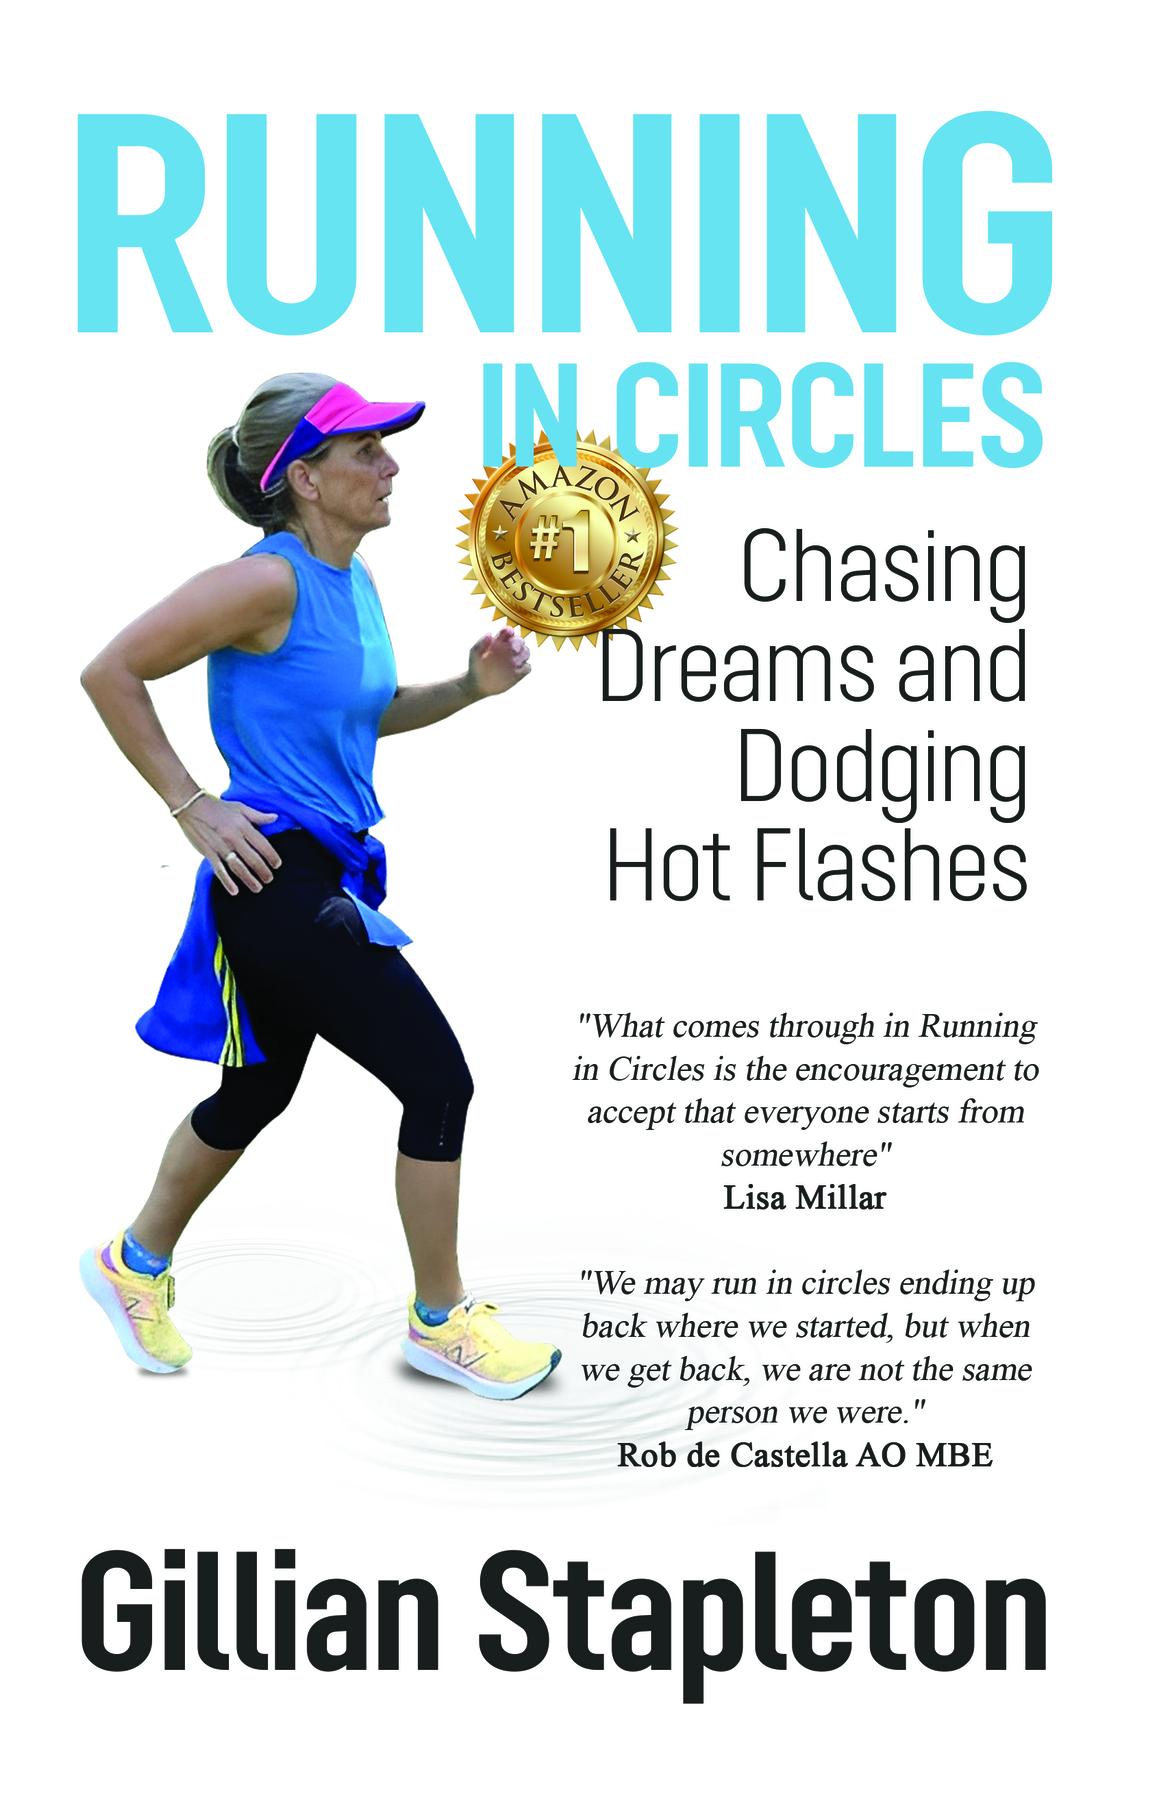 RUNNING
IN CIRCLES
AMAZON
#1
BESTSELLER
Chasing
Dreams and
Dodging
Hot Flashes
"What comes through in Running
in Circles is the encouragement to
accept that everyone starts from
somewhere"
Lisa Millar
"We may run in circles ending up
back where we started, but when
we get back, we are not the same
person we were."
Rob de Castella AO MBE
Gillian Stapleton